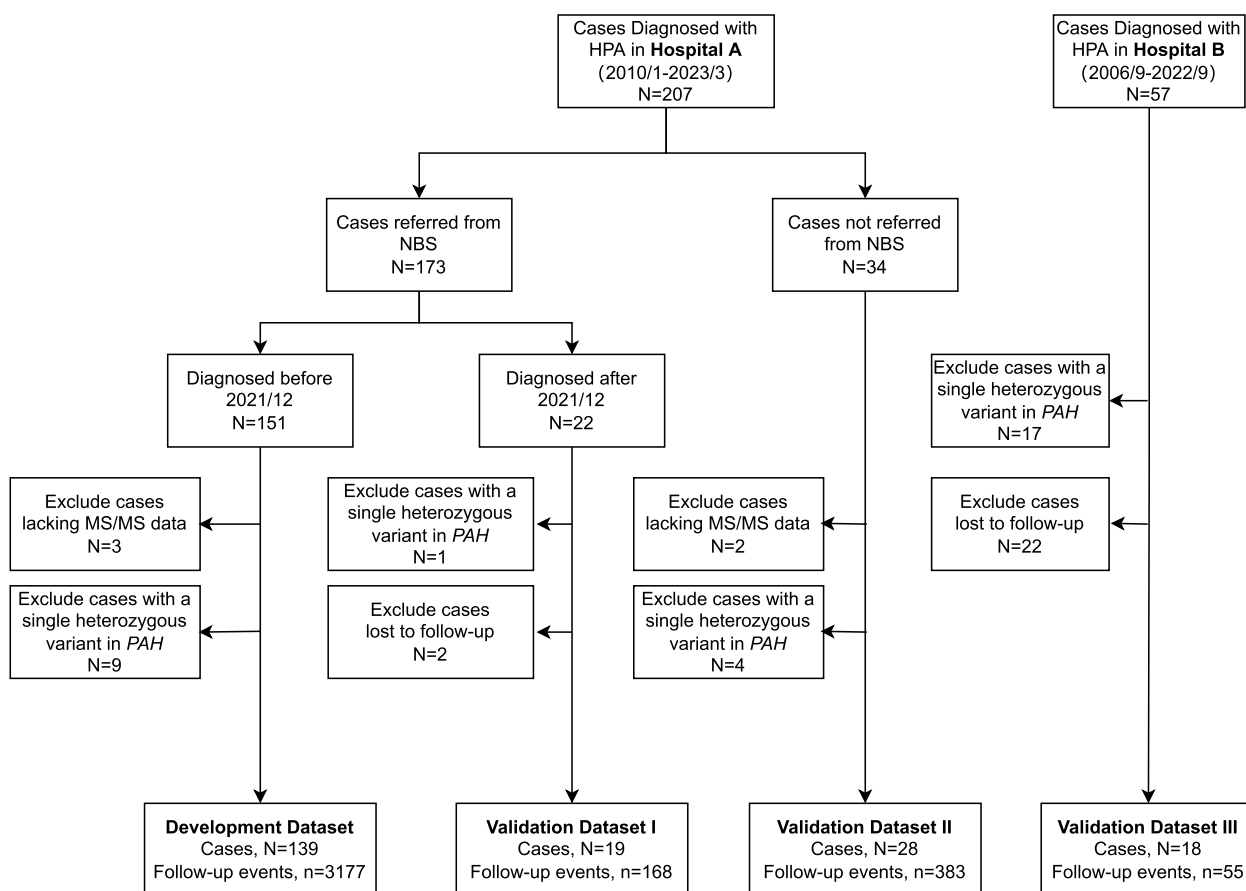 Cases Diagnosed with
HPA in Hospital A
(2010/1-2023/3)
N=207
Cases Diagnosed with
HPA in Hospital B
(2006/9-2022/9)
N=57
Cases referred from
NBS
N=173
Cases not referred
from NBS
N=34
Diagnosed before
2021/12
N=151
Diagnosed after
2021/12
N=22
Exclude cases with a
single heterozygous
variant in PAH
N=17
Exclude cases
lacking MS/MS data
N=3
Exclude cases with a
single heterozygous
variant in PAH
N=1
Exclude cases
lacking MS/MS data
N=2
Exclude cases
lost to follow-up
N=22
Exclude cases with a
single heterozygous
variant in PAH
N=9
Exclude cases
lost to follow-up
N=2
Exclude cases with a
single heterozygous
variant in PAH
N=4
Development Dataset
Cases, N=139
Follow-up events, n=3177
Validation Dataset I
Cases, N=19
Follow-up events, n=168
Validation Dataset II
Cases, N=28
Follow-up events, n=383
Validation Dataset III
Cases, N=18
Follow-up events, n=55